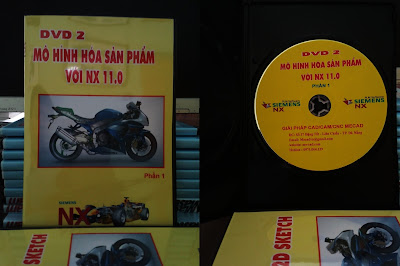 DVD 2
MÔ HÌNH HÓA SẢN PHẨM
VỚI NX 11.0
Phần 1
SIEMENS
NX
DVD 2
MÔ HÌNH HÓA SẢN PHẨM
VỚI NX 11.0
PHẦN 1
SIEMENS
NX
SIEMENS
NX
GIẢI PHÁP CAD/CAM/CNC MECCAD
2D SKETCH